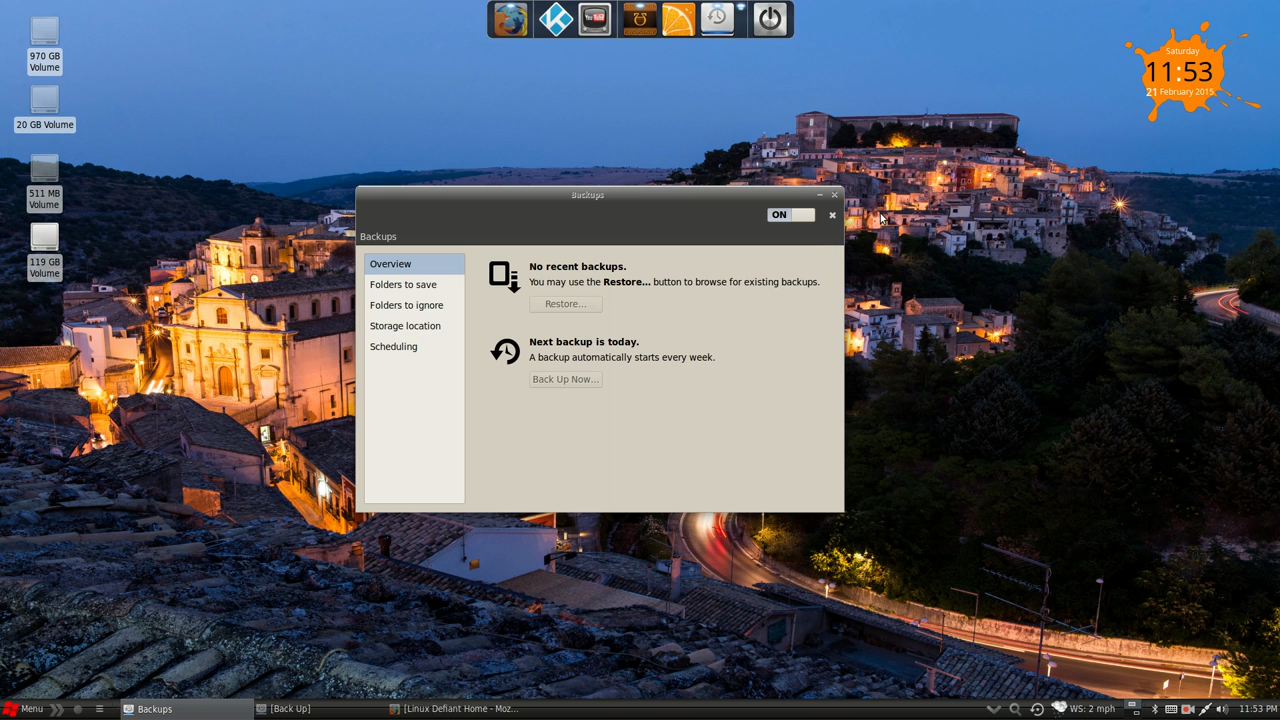 970 GB
Volume
20 GB Volume
511 MB
Volume
119 GB
Volume
You Tube
Saturday
11:53
21 February 2015
Backups
ON
Backups
Overview
Folders to save
Folders to ignore
Storage location
Scheduling
No recent backups.
You may use the Restore... button to browse for existing backups.
Restore...
Next backup is today.
A backup automatically starts every week.
Back Up Now...
Menu
Backups
[Back Up]
[Linux Defiant Home - Moz...
WS: 2 mph
11:53 PM